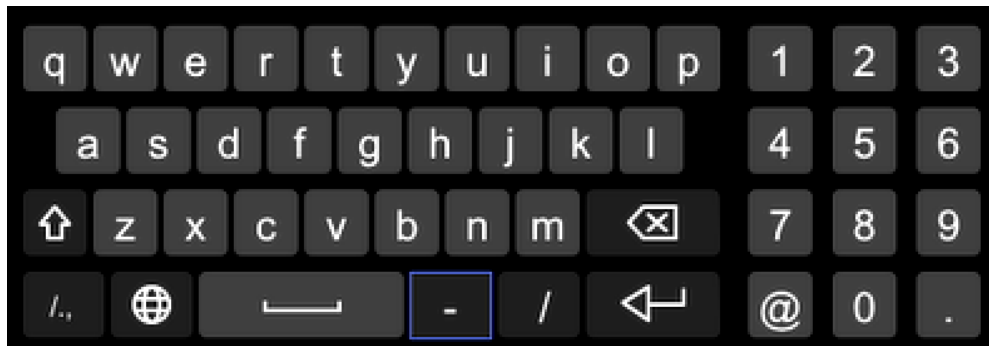 q w e r t y u i o p 1 2 3
a s d f g h j k l 4 5 6
z x c v b n m 7 8 9
/., - / @ 0 .